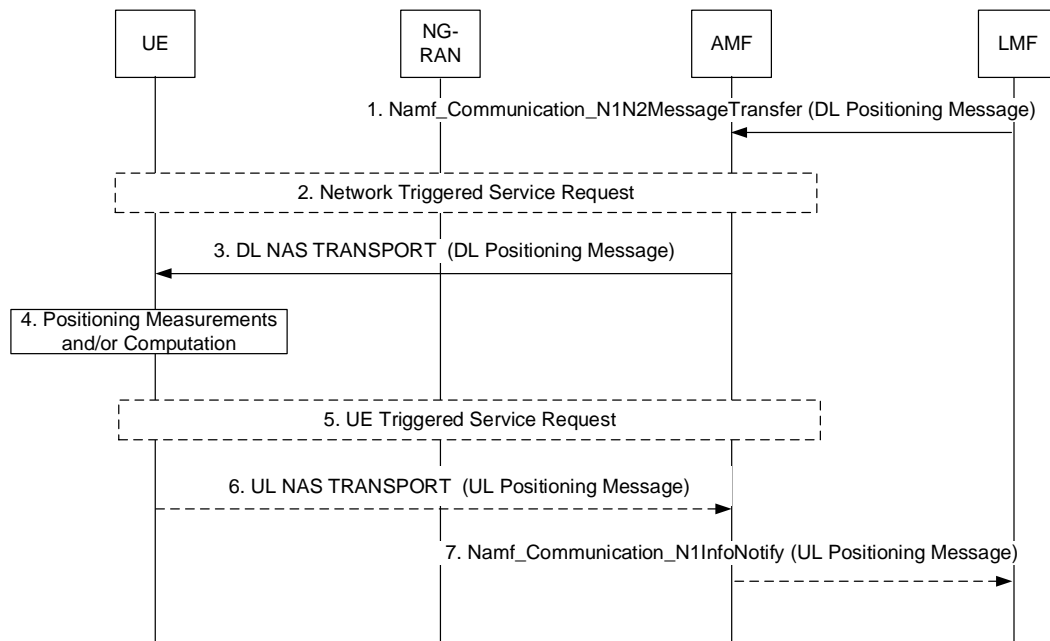 UE
NG-
RAN
AMF
LMF
1. Namf_Communication_N1N2MessageTransfer (DL Positioning Message)
2. Network Triggered Service Request
3. DL NAS TRANSPORT (DL Positioning Message)
4. Positioning Measurements
and/or Computation
5. UE Triggered Service Request
6. UL NAS TRANSPORT (UL Positioning Message)
7. Namf_Communication_N1InfoNotify (UL Positioning Message)